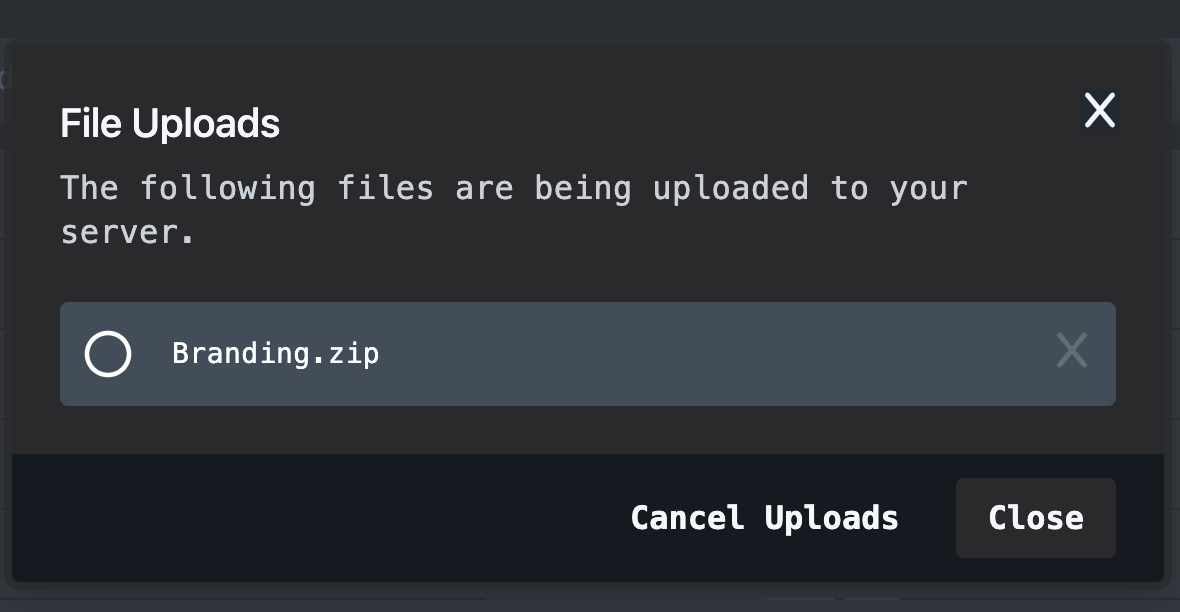 File Uploads
The following files are being uploaded to your
server.
Branding.zip
Cancel Uploads
Close